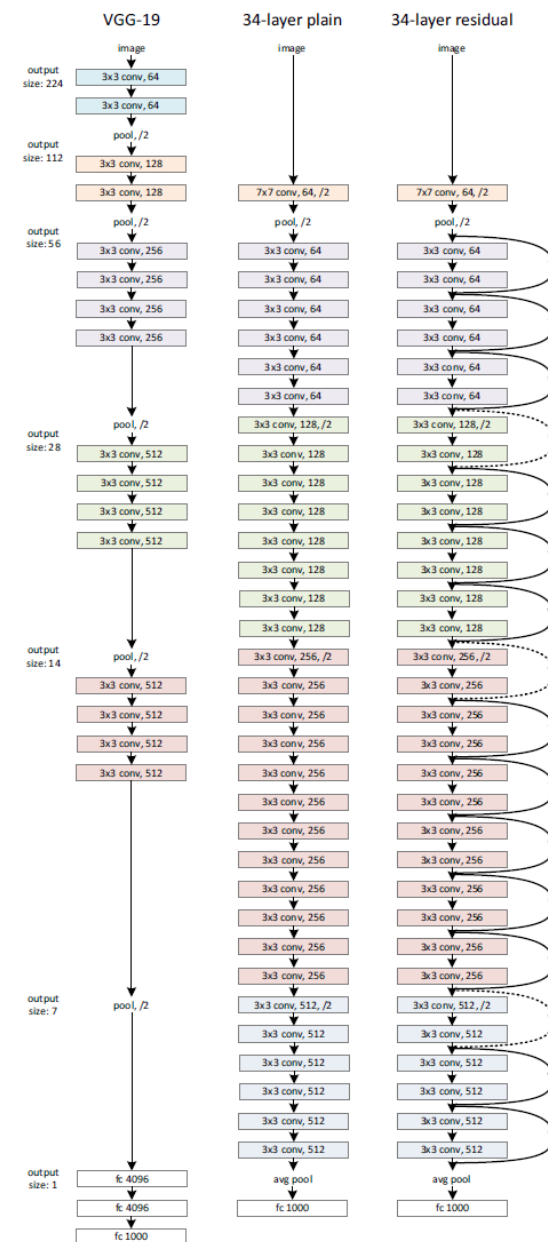 VGG-19
34-layer plain
34-layer residual
output
size: 224
output
size: 112
output
size: 56
output
size: 28
output
size: 14
output
size: 7
output
size: 1
image
3x3 conv, 64
3x3 conv, 64
pool, /2
3x3 conv, 128
3x3 conv, 128
pool, /2
3x3 conv, 256
3x3 conv, 256
3x3 conv, 256
3x3 conv, 256
pool, /2
3x3 conv, 512
3x3 conv, 512
3x3 conv, 512
3x3 conv, 512
pool, /2
3x3 conv, 512
3x3 conv, 512
3x3 conv, 512
3x3 conv, 512
pool, /2
fc 4096
fc 4096
fc 1000
image
7x7 conv, 64, /2
pool, /2
3x3 conv, 64
3x3 conv, 64
3x3 conv, 64
3x3 conv, 64
3x3 conv, 64
3x3 conv, 64
3x3 conv, 128, /2
3x3 conv, 128
3x3 conv, 128
3x3 conv, 128
3x3 conv, 128
3x3 conv, 128
3x3 conv, 128
3x3 conv, 128
3x3 conv, 256, /2
3x3 conv, 256
3x3 conv, 256
3x3 conv, 256
3x3 conv, 256
3x3 conv, 256
3x3 conv, 256
3x3 conv, 256
3x3 conv, 256
3x3 conv, 256
3x3 conv, 256
3x3 conv, 256
3x3 conv, 512, /2
3x3 conv, 512
3x3 conv, 512
3x3 conv, 512
3x3 conv, 512
3x3 conv, 512
avg pool
fc 1000
image
7x7 conv, 64, /2
pool, /2
3x3 conv, 64
3x3 conv, 64
3x3 conv, 64
3x3 conv, 64
3x3 conv, 64
3x3 conv, 64
3x3 conv, 128, /2
3x3 conv, 128
3x3 conv, 128
3x3 conv, 128
3x3 conv, 128
3x3 conv, 128
3x3 conv, 128
3x3 conv, 128
3x3 conv, 256, /2
3x3 conv, 256
3x3 conv, 256
3x3 conv, 256
3x3 conv, 256
3x3 conv, 256
3x3 conv, 256
3x3 conv, 256
3x3 conv, 256
3x3 conv, 256
3x3 conv, 256
3x3 conv, 256
3x3 conv, 512, /2
3x3 conv, 512
3x3 conv, 512
3x3 conv, 512
3x3 conv, 512
3x3 conv, 512
avg pool
fc 1000